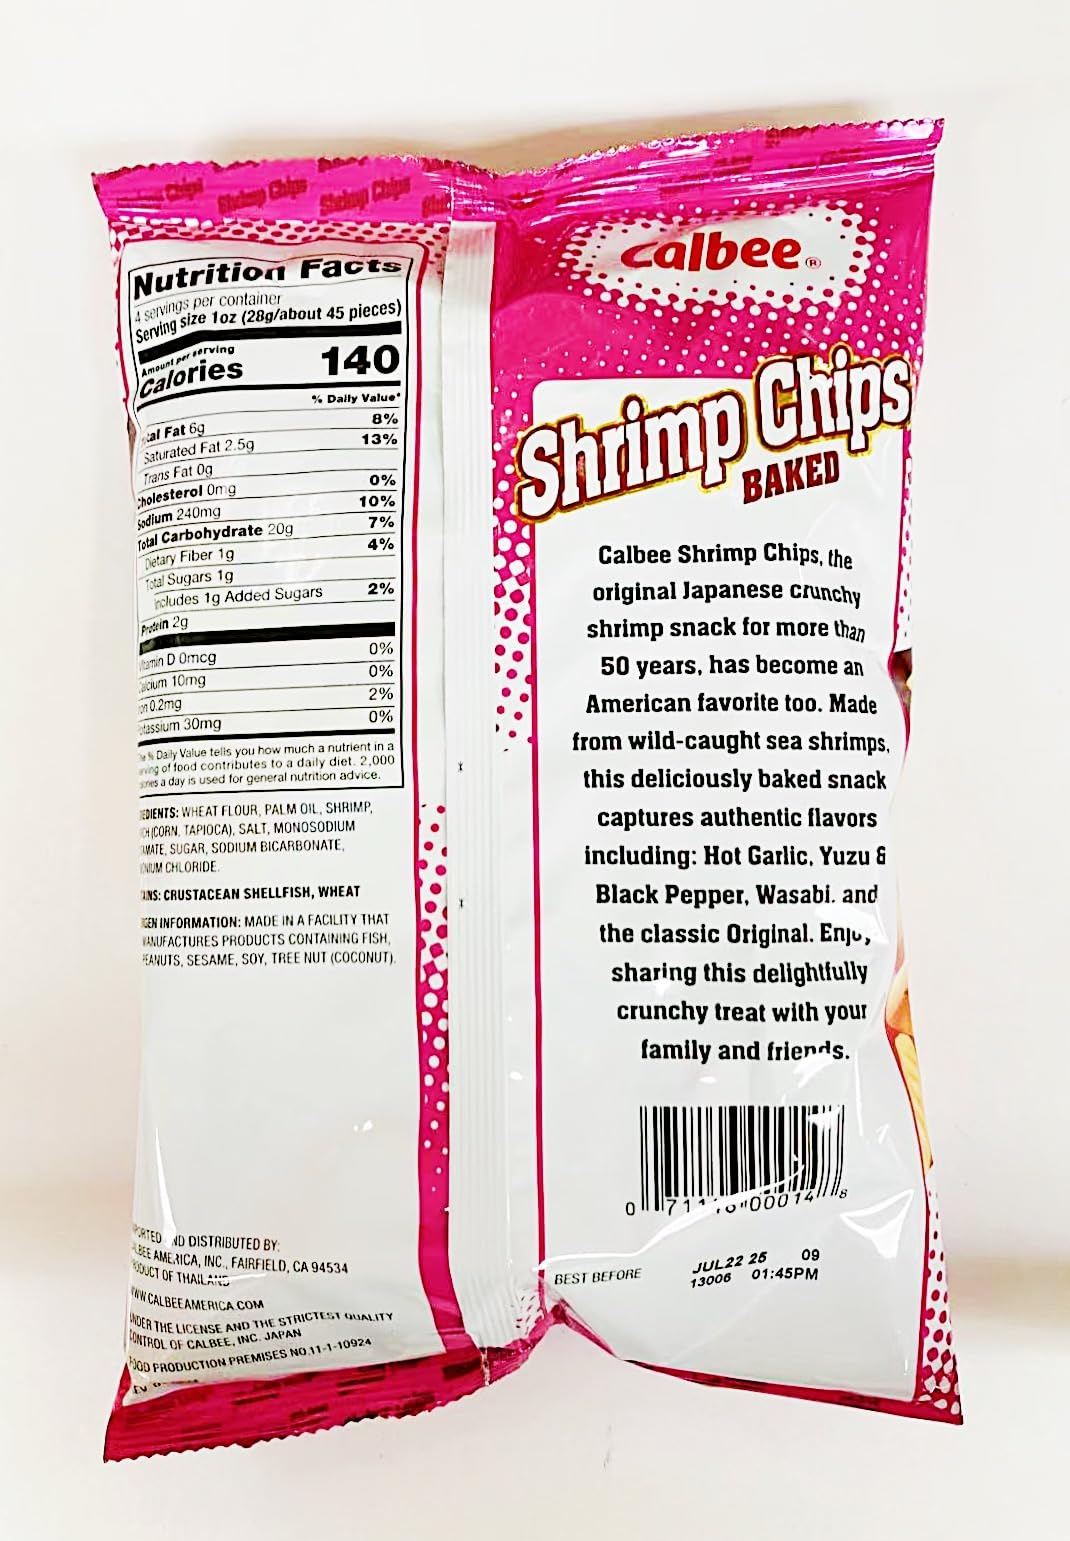 Nutrition Facts
4 servings per container
Serving size 1oz (28g/about 45 pieces)
Amount per serving
Calories 140
% Daily Value*
Fat 6g 8%
Saturated Fat 2.5g 13%
Trans Fat 0g
Cholesterol 0mg 0%
Sodium 240mg 10%
Total Carbohydrate 20g 7%
Dietary Fiber 1g 4%
Total Sugars 1g
Includes 1g Added Sugars 2%
Protein 2g
Vitamin D 0mcg 0%
Calcium 10mg 0%
0.2mg 2%
Potassium 30mg 0%
% Daily Value tells you how much a nutrient in a
of food contributes to a daily diet. 2,000
a day is used for general nutrition advice.
WHEAT FLOUR, PALM OIL, SHRIMP,
(CORN, TAPIOCA), SALT, MONOSODIUM
SUGAR, SODIUM BICARBONATE,
CHLORIDE.
CRUSTACEAN SHELLFISH, WHEAT
INFORMATION: MADE IN A FACILITY THAT
MANUFACTURES PRODUCTS CONTAINING FISH,
PEANUTS, SESAME, SOY, TREE NUT (COCONUT).
DISTRIBUTED BY:
AMERICA, INC., FAIRFIELD, CA 94534
PRODUCT OF THAILAND
WWW.CALBEEAMERICA.COM
UNDER THE LICENSE AND THE STRICTEST QUALITY
CONTROL OF CALBEE, INC. JAPAN
FOOD PRODUCTION PREMISES NO.11-1-10924
Calbee®
Shrimp Chips
BAKED
Calbee Shrimp Chips, the
original Japanese crunchy
shrimp snack for more than
50 years, has become an
American favorite too. Made
from wild-caught sea shrimps,
this deliciously baked snack
captures authentic flavors
including: Hot Garlic, Yuzu &
Black Pepper, Wasabi. and
the classic Original. Enjoy
sharing this delightfully
crunchy treat with your
family and friends.
BEST BEFORE JUL 22 25 09
13006 01:45PM